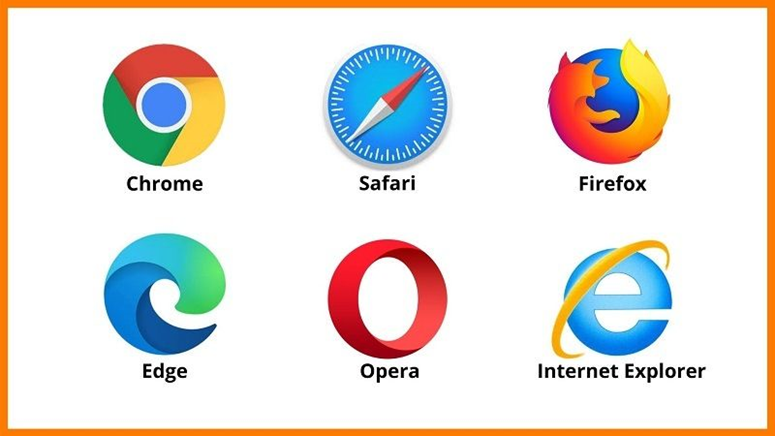 Chrome
Safari
Firefox
Edge
Opera
Internet Explorer